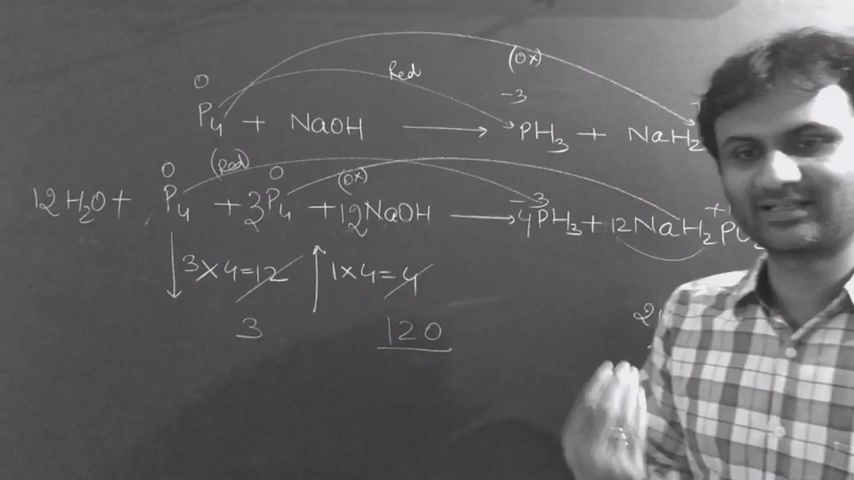 0 Red (Ox) -3
P4 + NaOH → PH3 + NaH2
0 (Red) 0 (Ox) -3 +1
12H2O + P4 + 3P4 + 12NaOH → 4PH3 + 12NaH2PO2
↓ 3×4=12 ↑ 1×4=4
3 120